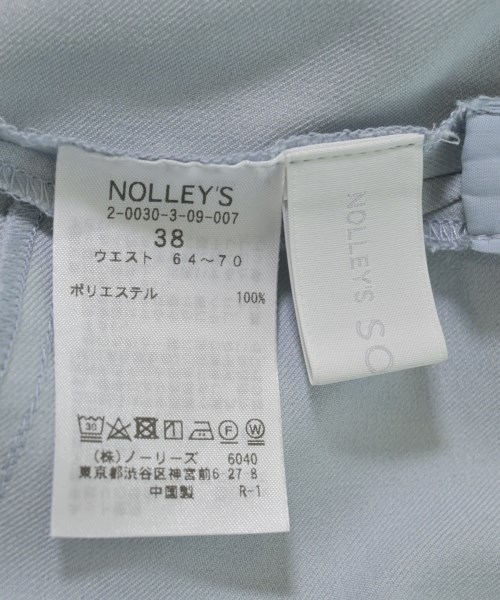 NOLLEY'S
2-0030-3-09-007
38
ウエスト 64～70
ポリエステル 100%
30
F W
(株)ノーリーズ 6040
東京都渋谷区神宮前6-27-8
中国製 R-1
NOLLEY'S SO